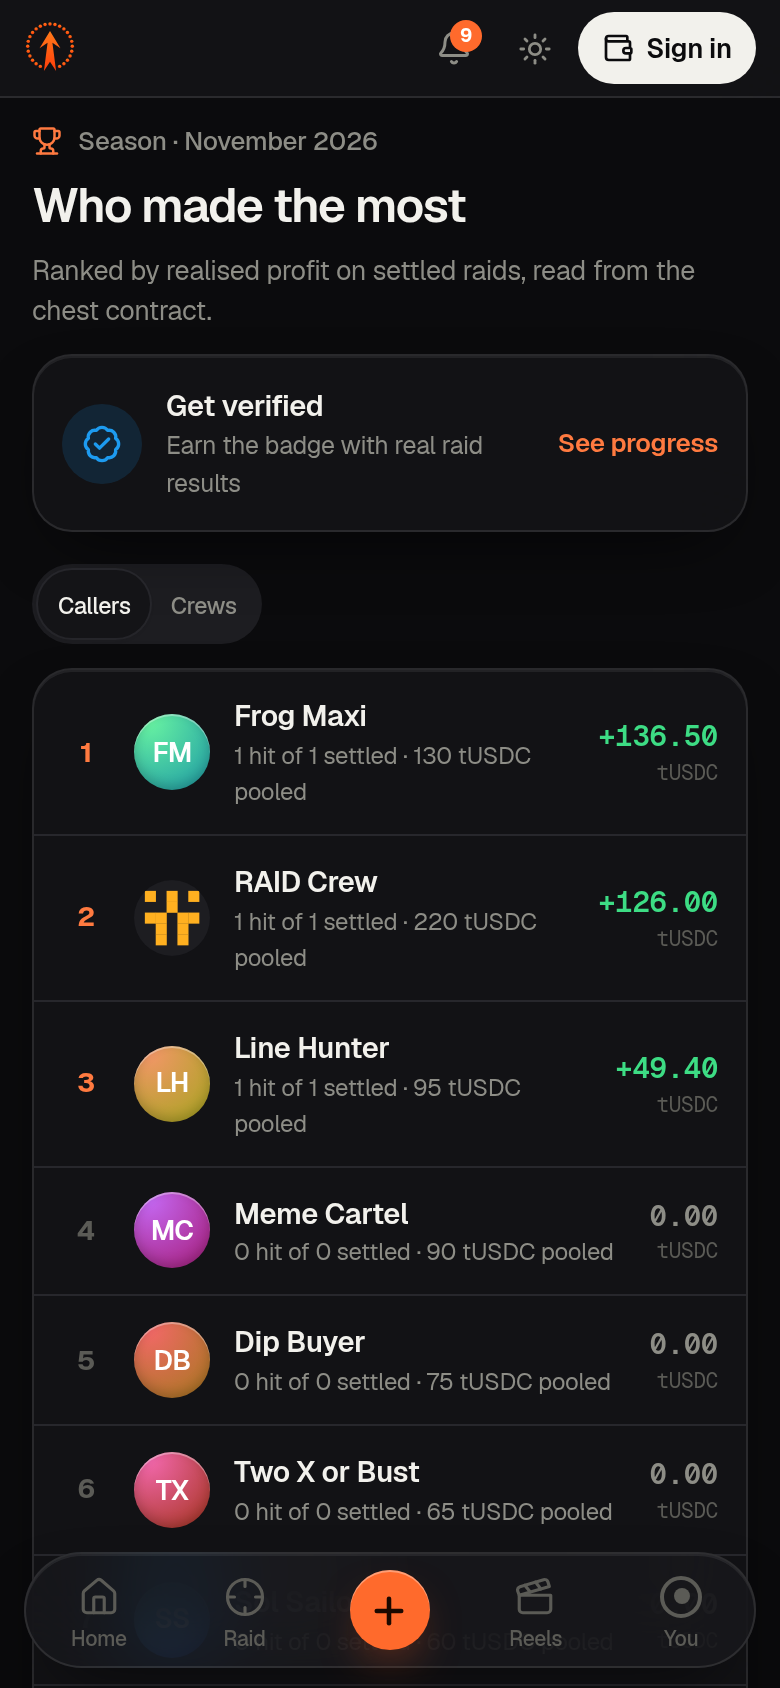 9
Sign in
Season · November 2026
Who made the most
Ranked by realised profit on settled raids, read from the
chest contract.
Get verified
Earn the badge with real raid
results
See progress
Callers
Crews
1
FM
Frog Maxi
1 hit of 1 settled · 130 tUSDC
pooled
+136.50
tUSDC
2
RAID Crew
1 hit of 1 settled · 220 tUSDC
pooled
+126.00
tUSDC
3
LH
Line Hunter
1 hit of 1 settled · 95 tUSDC
pooled
+49.40
tUSDC
4
MC
Meme Cartel
0 hit of 0 settled · 90 tUSDC pooled
0.00
tUSDC
5
DB
Dip Buyer
0 hit of 0 settled · 75 tUSDC pooled
0.00
tUSDC
6
TX
Two X or Bust
0 hit of 0 settled · 65 tUSDC pooled
0.00
tUSDC
SS
60 tUSDC pooled
Home
Raid
Reels
You